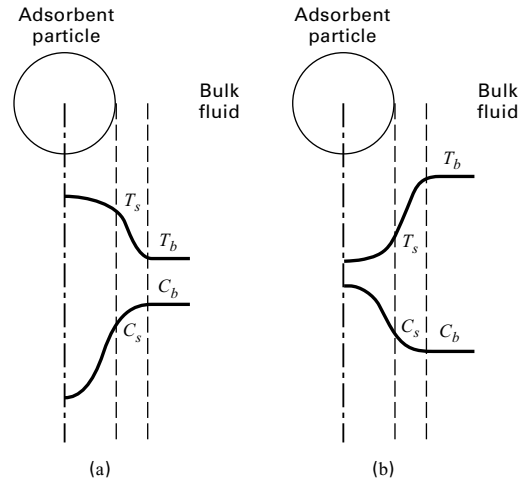 Adsorbent
particle
Bulk
fluid
T_s
T_b
C_b
C_s
(a)
Adsorbent
particle
Bulk
fluid
T_b
T_s
C_s
C_b
(b)